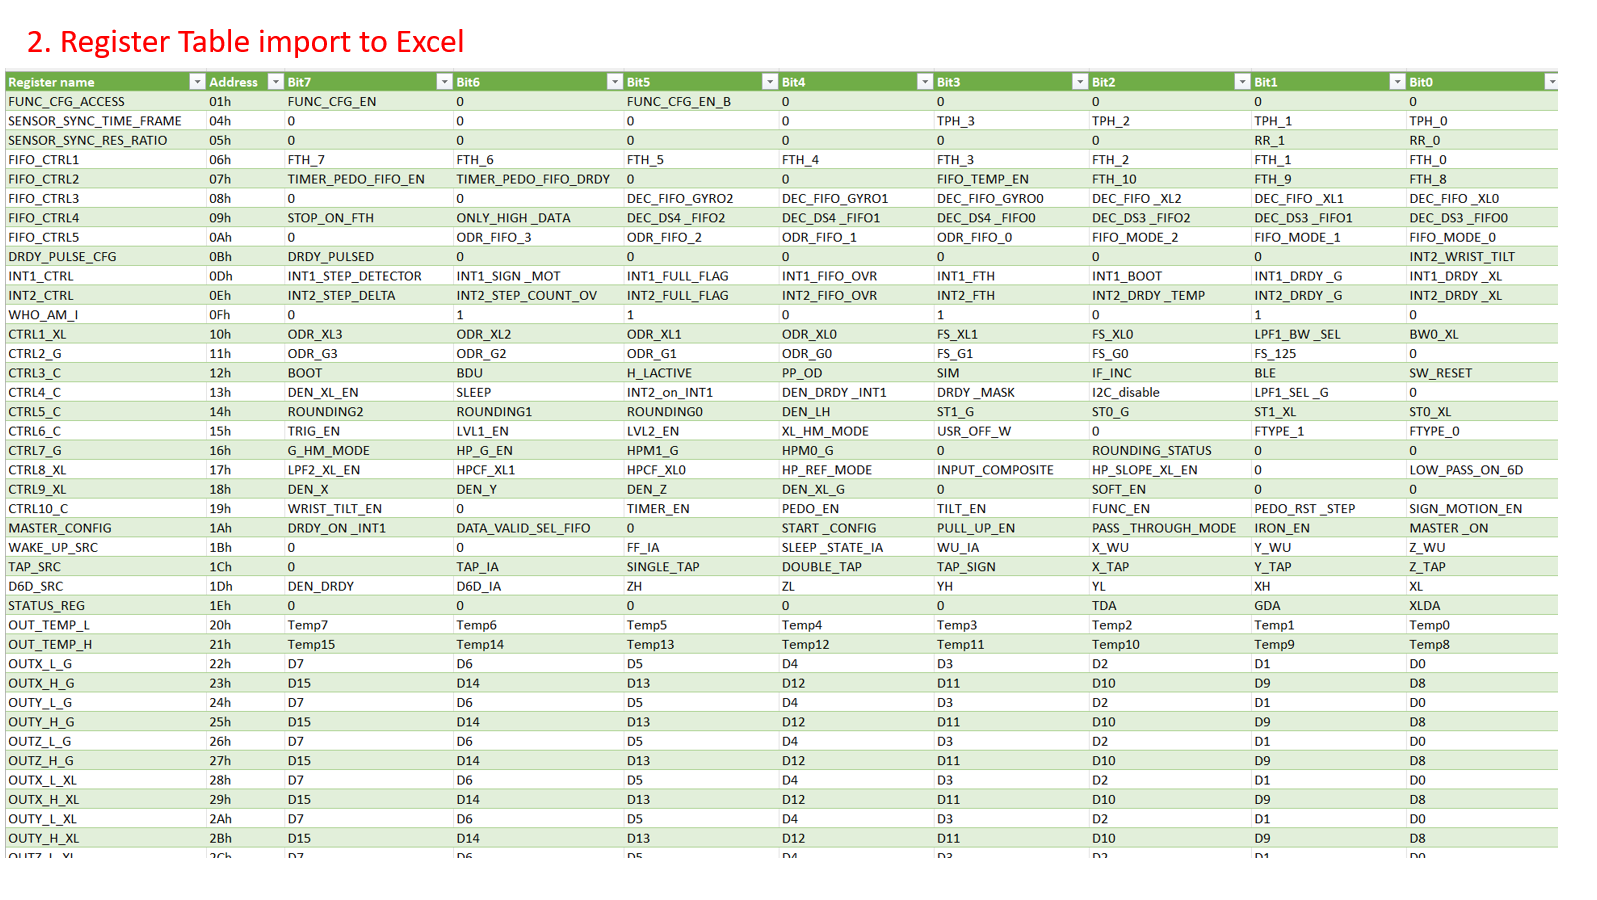 2. Register Table import to Excel
Register name Address Bit7 Bit6 Bit5 Bit4 Bit3 Bit2 Bit1 Bit0
FUNC_CFG_ACCESS 01h FUNC_CFG_EN 0 FUNC_CFG_EN_B 0 0 0 0 0
SENSOR_SYNC_TIME_FRAME 04h 0 0 0 0 TPH_3 TPH_2 TPH_1 TPH_0
SENSOR_SYNC_RES_RATIO 05h 0 0 0 0 0 0 RR_1 RR_0
FIFO_CTRL1 06h FTH_7 FTH_6 FTH_5 FTH_4 FTH_3 FTH_2 FTH_1 FTH_0
FIFO_CTRL2 07h TIMER_PEDO_FIFO_EN TIMER_PEDO_FIFO_DRDY 0 0 FIFO_TEMP_EN FTH_10 FTH_9 FTH_8
FIFO_CTRL3 08h 0 0 DEC_FIFO_GYRO2 DEC_FIFO_GYRO1 DEC_FIFO_GYRO0 DEC_FIFO _XL2 DEC_FIFO _XL1 DEC_FIFO _XL0
FIFO_CTRL4 09h STOP_ON_FTH ONLY_HIGH _DATA DEC_DS4 _FIFO2 DEC_DS4 _FIFO1 DEC_DS4 _FIFO0 DEC_DS3 _FIFO2 DEC_DS3 _FIFO1 DEC_DS3 _FIFO0
FIFO_CTRL5 0Ah 0 ODR_FIFO_3 ODR_FIFO_2 ODR_FIFO_1 ODR_FIFO_0 FIFO_MODE_2 FIFO_MODE_1 FIFO_MODE_0
DRDY_PULSE_CFG 0Bh DRDY_PULSED 0 0 0 0 0 0 INT2_WRIST_TILT
INT1_CTRL 0Dh INT1_STEP_DETECTOR INT1_SIGN _MOT INT1_FULL_FLAG INT1_FIFO_OVR INT1_FTH INT1_BOOT INT1_DRDY _G INT1_DRDY _XL
INT2_CTRL 0Eh INT2_STEP_DELTA INT2_STEP_COUNT_OV INT2_FULL_FLAG INT2_FIFO_OVR INT2_FTH INT2_DRDY _TEMP INT2_DRDY _G INT2_DRDY _XL
WHO_AM_I 0Fh 0 1 1 0 1 0 1 0
CTRL1_XL 10h ODR_XL3 ODR_XL2 ODR_XL1 ODR_XL0 FS_XL1 FS_XL0 LPF1_BW _SEL BW0_XL
CTRL2_G 11h ODR_G3 ODR_G2 ODR_G1 ODR_G0 FS_G1 FS_G0 FS_125 0
CTRL3_C 12h BOOT BDU H_LACTIVE PP_OD SIM IF_INC BLE SW_RESET
CTRL4_C 13h DEN_XL_EN SLEEP INT2_on_INT1 DEN_DRDY _INT1 DRDY _MASK I2C_disable LPF1_SEL _G 0
CTRL5_C 14h ROUNDING2 ROUNDING1 ROUNDING0 DEN_LH ST1_G ST0_G ST1_XL ST0_XL
CTRL6_C 15h TRIG_EN LVL1_EN LVL2_EN XL_HM_MODE USR_OFF_W 0 FTYPE_1 FTYPE_0
CTRL7_G 16h G_HM_MODE HP_G_EN HPM1_G HPM0_G 0 ROUNDING_STATUS 0 0
CTRL8_XL 17h LPF2_XL_EN HPCF_XL1 HPCF_XL0 HP_REF_MODE INPUT_COMPOSITE HP_SLOPE_XL_EN 0 LOW_PASS_ON_6D
CTRL9_XL 18h DEN_X DEN_Y DEN_Z DEN_XL_G 0 SOFT_EN 0 0
CTRL10_C 19h WRIST_TILT_EN 0 TIMER_EN PEDO_EN TILT_EN FUNC_EN PEDO_RST _STEP SIGN_MOTION_EN
MASTER_CONFIG 1Ah DRDY_ON _INT1 DATA_VALID_SEL_FIFO 0 START _CONFIG PULL_UP_EN PASS _THROUGH_MODE IRON_EN MASTER _ON
WAKE_UP_SRC 1Bh 0 0 FF_IA SLEEP _STATE_IA WU_IA X_WU Y_WU Z_WU
TAP_SRC 1Ch 0 TAP_IA SINGLE_TAP DOUBLE_TAP TAP_SIGN X_TAP Y_TAP Z_TAP
D6D_SRC 1Dh DEN_DRDY D6D_IA ZH ZL YH YL XH XL
STATUS_REG 1Eh 0 0 0 0 0 TDA GDA XLDA
OUT_TEMP_L 20h Temp7 Temp6 Temp5 Temp4 Temp3 Temp2 Temp1 Temp0
OUT_TEMP_H 21h Temp15 Temp14 Temp13 Temp12 Temp11 Temp10 Temp9 Temp8
OUTX_L_G 22h D7 D6 D5 D4 D3 D2 D1 D0
OUTX_H_G 23h D15 D14 D13 D12 D11 D10 D9 D8
OUTY_L_G 24h D7 D6 D5 D4 D3 D2 D1 D0
OUTY_H_G 25h D15 D14 D13 D12 D11 D10 D9 D8
OUTZ_L_G 26h D7 D6 D5 D4 D3 D2 D1 D0
OUTZ_H_G 27h D15 D14 D13 D12 D11 D10 D9 D8
OUTX_L_XL 28h D7 D6 D5 D4 D3 D2 D1 D0
OUTX_H_XL 29h D15 D14 D13 D12 D11 D10 D9 D8
OUTY_L_XL 2Ah D7 D6 D5 D4 D3 D2 D1 D0
OUTY_H_XL 2Bh D15 D14 D13 D12 D11 D10 D9 D8
OUTZ_L_XL 2Ch D7 D6 D5 D4 D3 D2 D1 D0